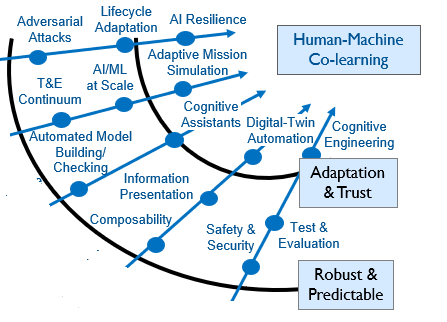 Adversarial
Attacks
Lifecycle
Adaptation
AI Resilience
Human-Machine
Co-learning
T&E
Continuum
AI/ML
at Scale
Adaptive Mission
Simulation
Automated Model
Building/
Checking
Cognitive
Assistants
Digital-Twin
Automation
Cognitive
Engineering
Information
Presentation
Adaptation
& Trust
Composability
Safety &
Security
Test &
Evaluation
Robust &
Predictable